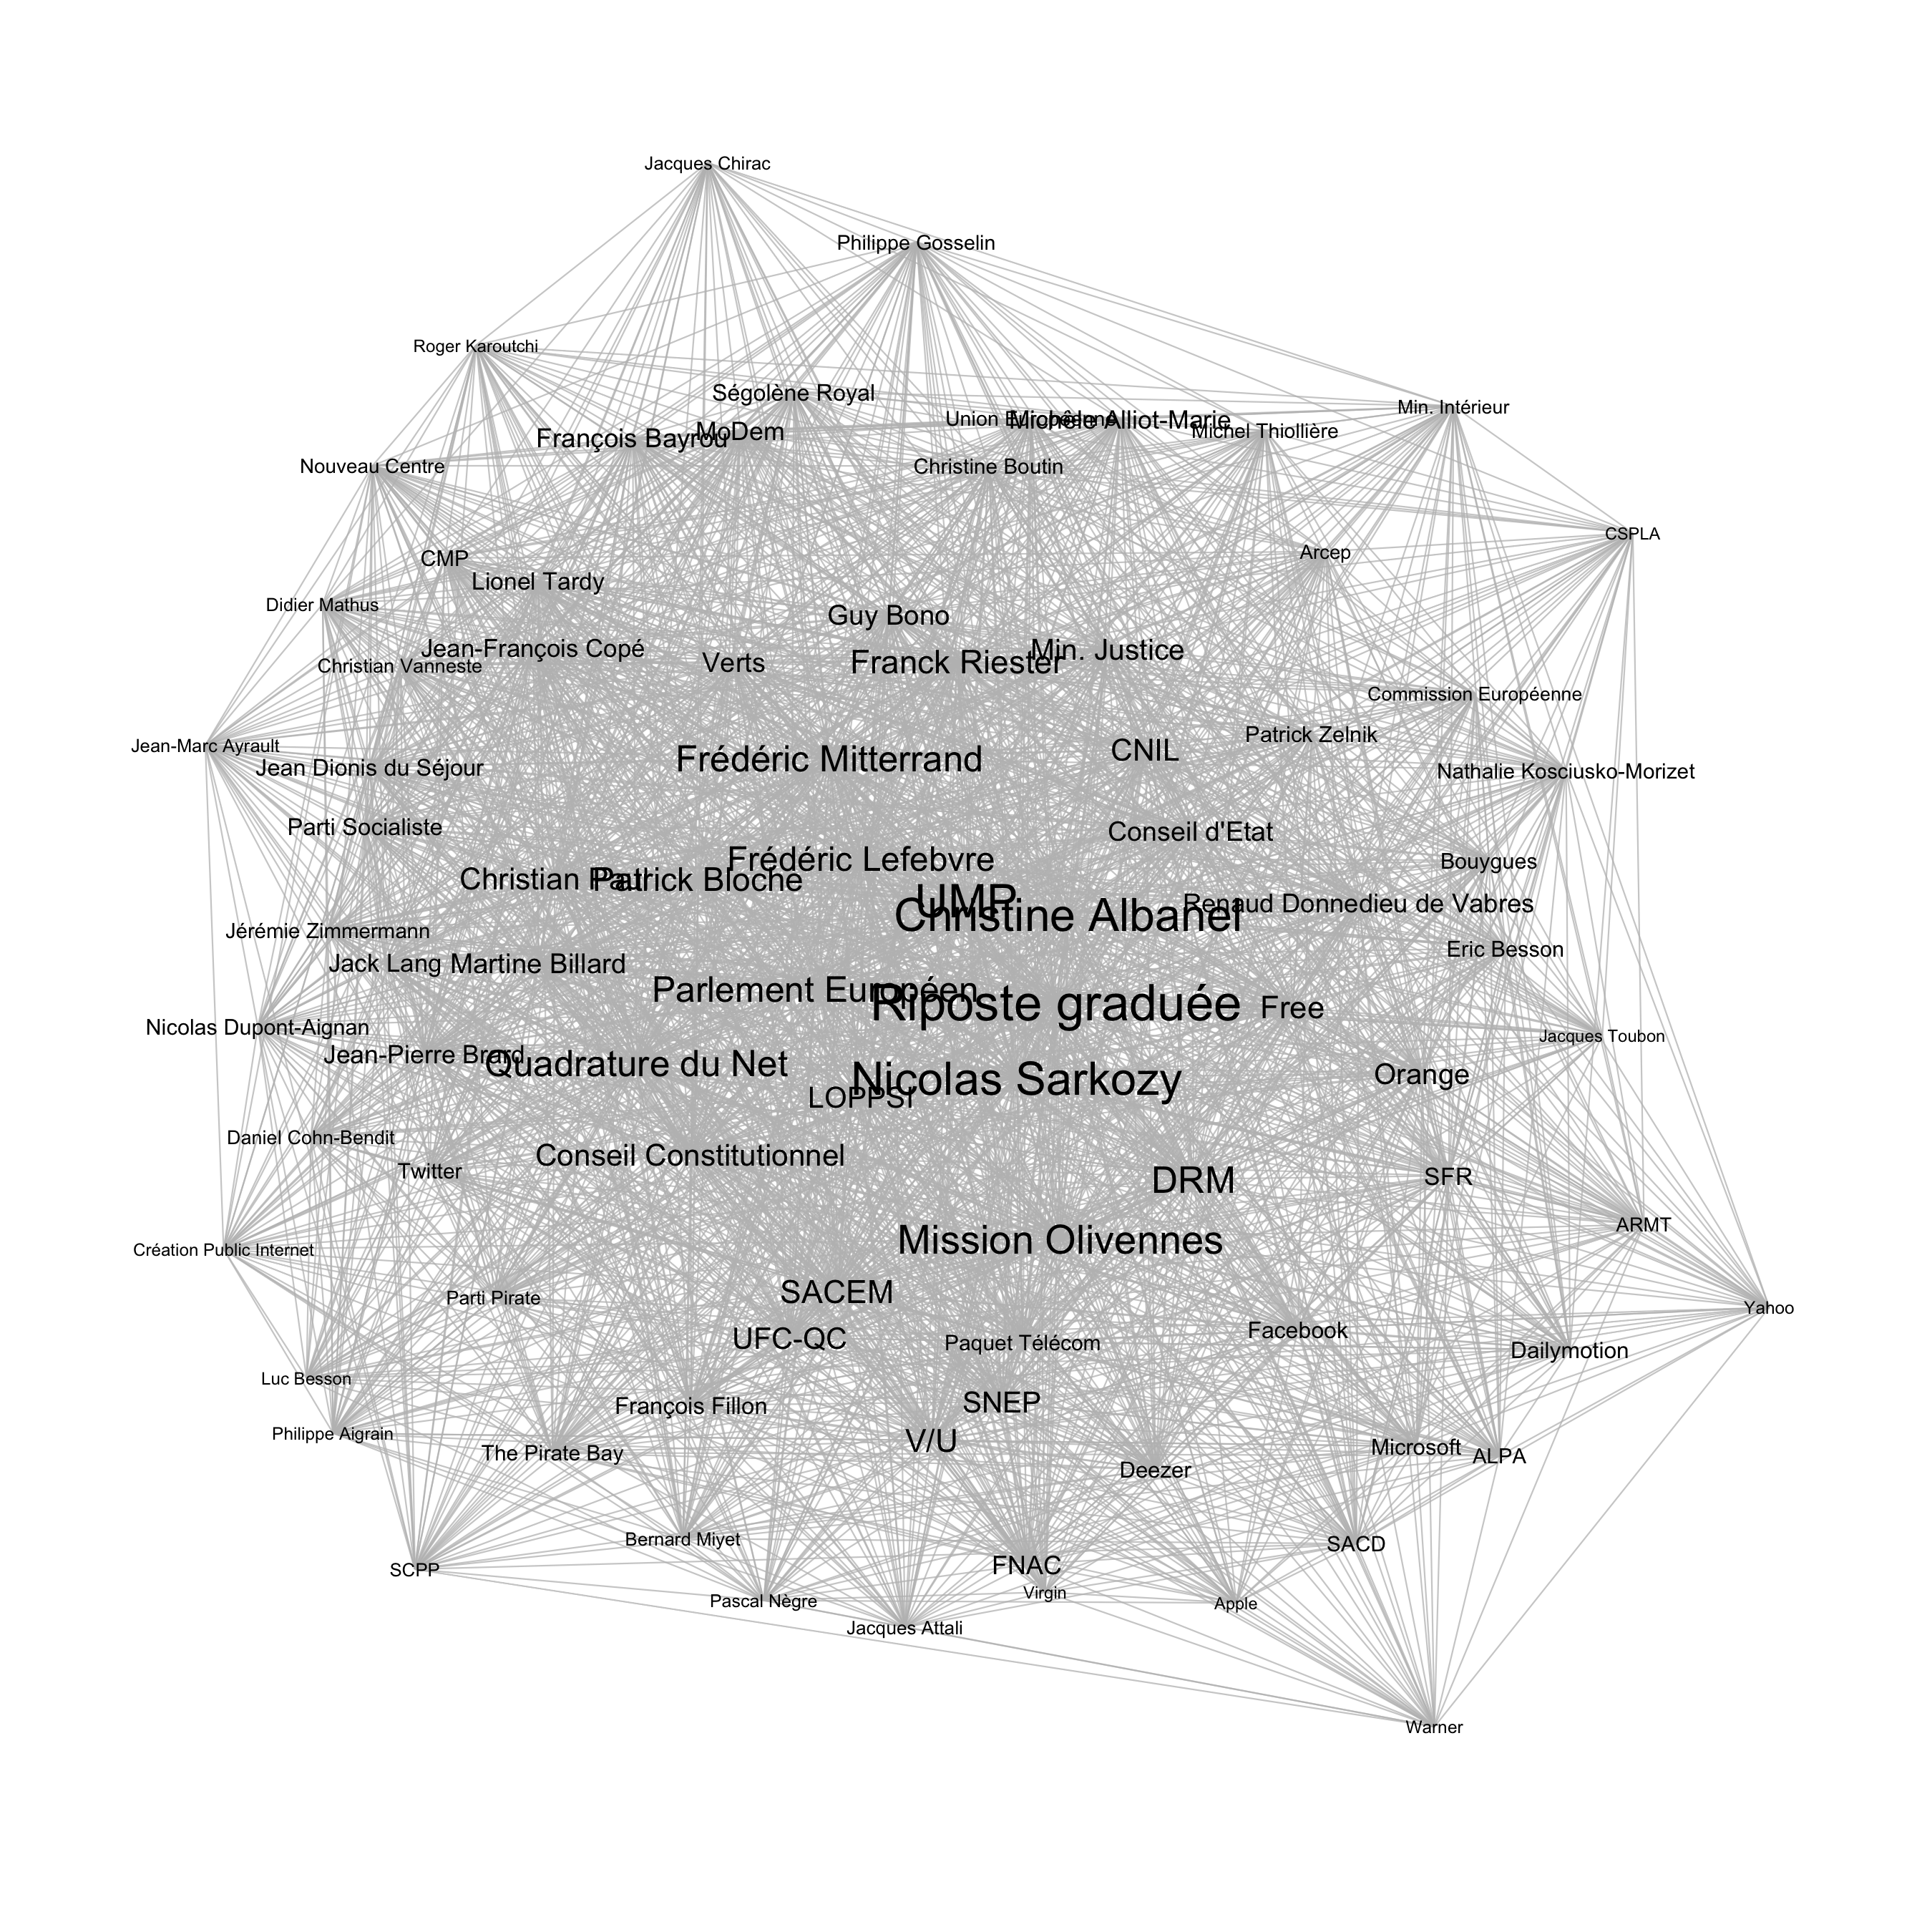 Jacques Chirac
Philippe Gosselin
Roger Karoutchi
Ségolène Royal
Min. Intérieur
Union Européenne
Michèle Alliot-Marie
Michel Thiollière
MoDem
François Bayrou
Nouveau Centre
Christine Boutin
CSPLA
Arcep
CMP
Lionel Tardy
Didier Mathus
Guy Bono
Jean-François Copé
Min. Justice
Christian Vanneste
Verts
Franck Riester
Commission Européenne
Patrick Zelnik
Jean-Marc Ayrault
CNIL
Frédéric Mitterrand
Jean Dionis du Séjour
Nathalie Kosciusko-Morizet
Parti Socialiste
Conseil d'Etat
Frédéric Lefebvre
Bouygues
Christian Paul
Patrick Bloche
UMP
Renaud Donnedieu de Vabres
Christine Albanel
Jérémie Zimmermann
Eric Besson
Jack Lang
Martine Billard
Parlement Européen
Riposte graduée
Free
Nicolas Dupont-Aignan
Jacques Toubon
Jean-Pierre Brard
Quadrature du Net
Orange
Nicolas Sarkozy
LOPPSI
Daniel Cohn-Bendit
Conseil Constitutionnel
Twitter
SFR
DRM
ARMT
Mission Olivennes
Création Public Internet
SACEM
Parti Pirate
Yahoo
Facebook
UFC-QC
Paquet Télécom
Dailymotion
Luc Besson
SNEP
François Fillon
Philippe Aigrain
V/U
Microsoft
The Pirate Bay
ALPA
Deezer
Bernard Miyet
SACD
FNAC
SCPP
Virgin
Pascal Nègre
Apple
Jacques Attali
Warner